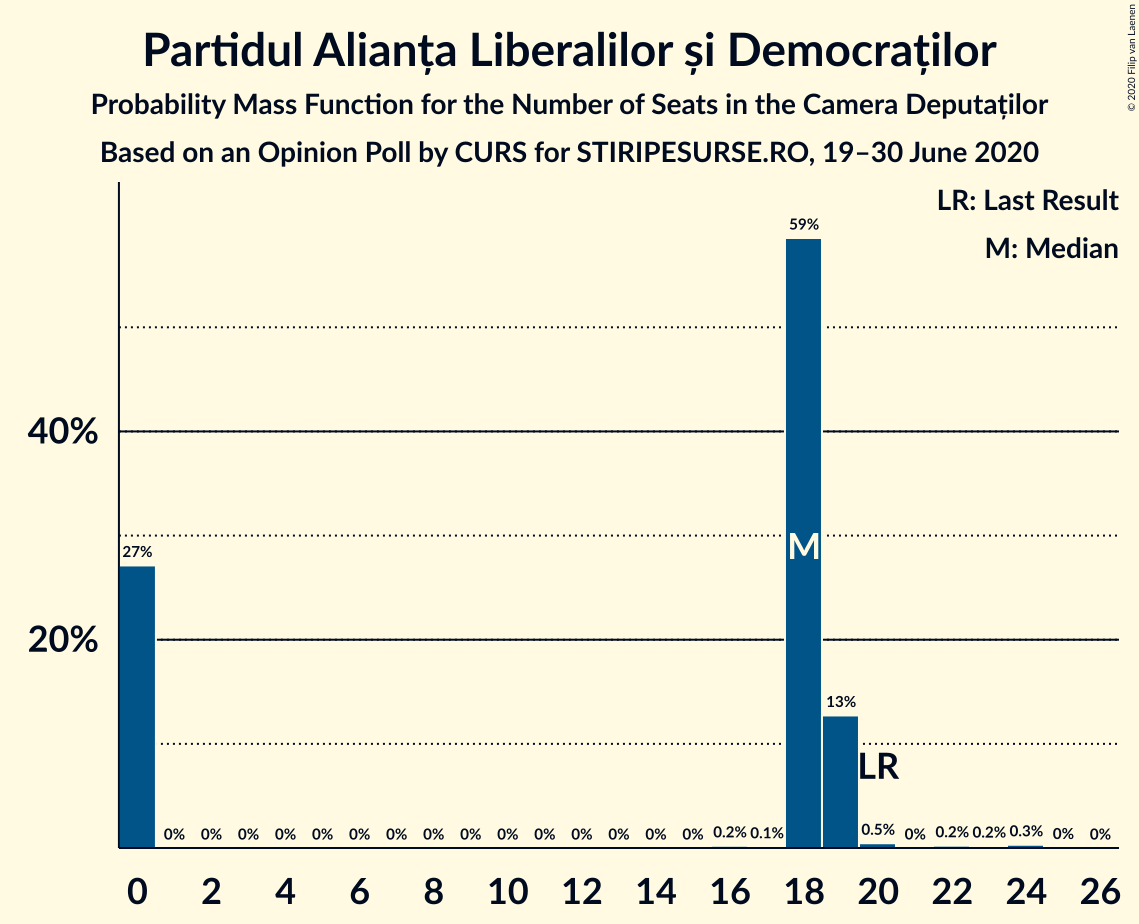 Partidul Alianța Liberalilor și Democraților
Probability Mass Function for the Number of Seats in the Camera Deputaților
Based on an Opinion Poll by CURS for STIRIPESURSE.RO, 19–30 June 2020
© 2020 Filip van Laenen
LR: Last Result
M: Median
59%
40%
M
27%
20%
13%
LR
0% 0% 0% 0% 0% 0% 0% 0% 0% 0% 0% 0% 0% 0% 0% 0.2% 0.1% 0.5% 0% 0.2% 0.2% 0.3% 0% 0%
0 2 4 6 8 10 12 14 16 18 20 22 24 26